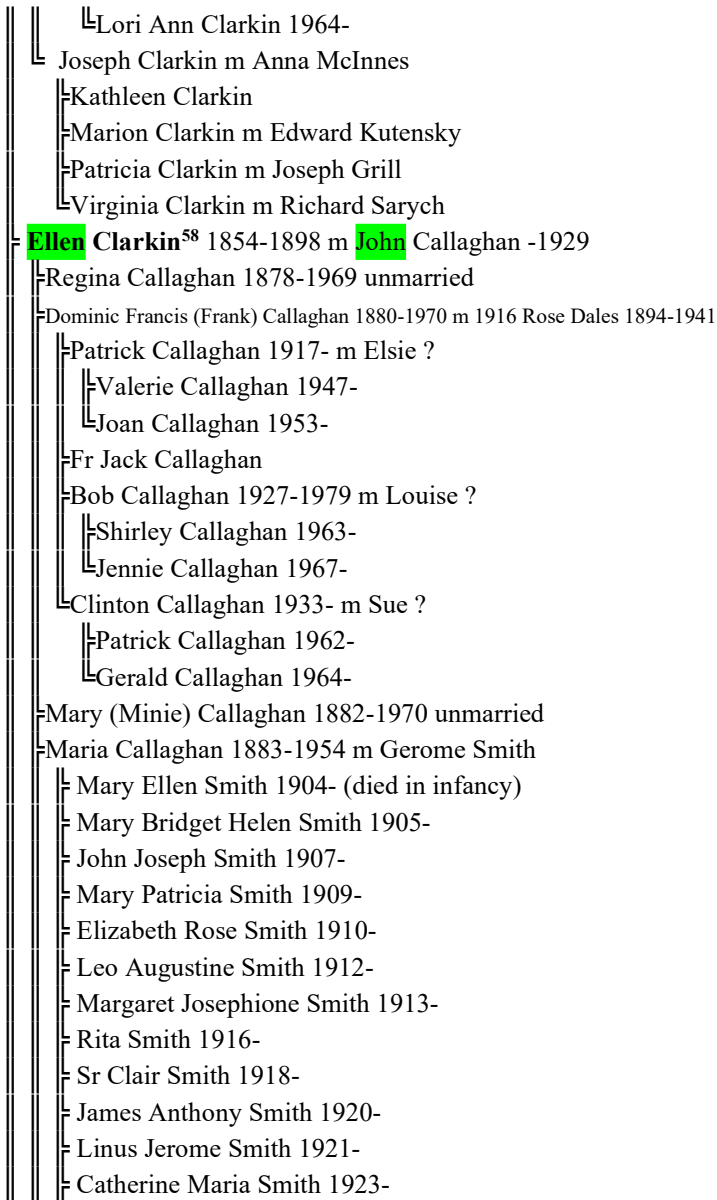 ║ ║ ╚Lori Ann Clarkin 1964-
║ ╚ Joseph Clarkin m Anna McInnes
║ ╠Kathleen Clarkin
║ ╠Marion Clarkin m Edward Kutensky
║ ╠Patricia Clarkin m Joseph Grill
║ ╚Virginia Clarkin m Richard Sarych
╠ Ellen Clarkin58 1854-1898 m John Callaghan -1929
║ ╠Regina Callaghan 1878-1969 unmarried
║ ╠Dominic Francis (Frank) Callaghan 1880-1970 m 1916 Rose Dales 1894-1941
║ ║ ╠Patrick Callaghan 1917- m Elsie ?
║ ║ ║ ╠Valerie Callaghan 1947-
║ ║ ║ ╚Joan Callaghan 1953-
║ ║ ╠Fr Jack Callaghan
║ ║ ╠Bob Callaghan 1927-1979 m Louise ?
║ ║ ║ ╠Shirley Callaghan 1963-
║ ║ ║ ╚Jennie Callaghan 1967-
║ ║ ╚Clinton Callaghan 1933- m Sue ?
║ ║ ╠Patrick Callaghan 1962-
║ ║ ╚Gerald Callaghan 1964-
║ ╠Mary (Minie) Callaghan 1882-1970 unmarried
║ ╠Maria Callaghan 1883-1954 m Gerome Smith
║ ║ ╠ Mary Ellen Smith 1904- (died in infancy)
║ ║ ╠ Mary Bridget Helen Smith 1905-
║ ║ ╠ John Joseph Smith 1907-
║ ║ ╠ Mary Patricia Smith 1909-
║ ║ ╠ Elizabeth Rose Smith 1910-
║ ║ ╠ Leo Augustine Smith 1912-
║ ║ ╠ Margaret Josephione Smith 1913-
║ ║ ╠ Rita Smith 1916-
║ ║ ╠ Sr Clair Smith 1918-
║ ║ ╠ James Anthony Smith 1920-
║ ║ ╠ Linus Jerome Smith 1921-
║ ║ ╠ Catherine Maria Smith 1923-